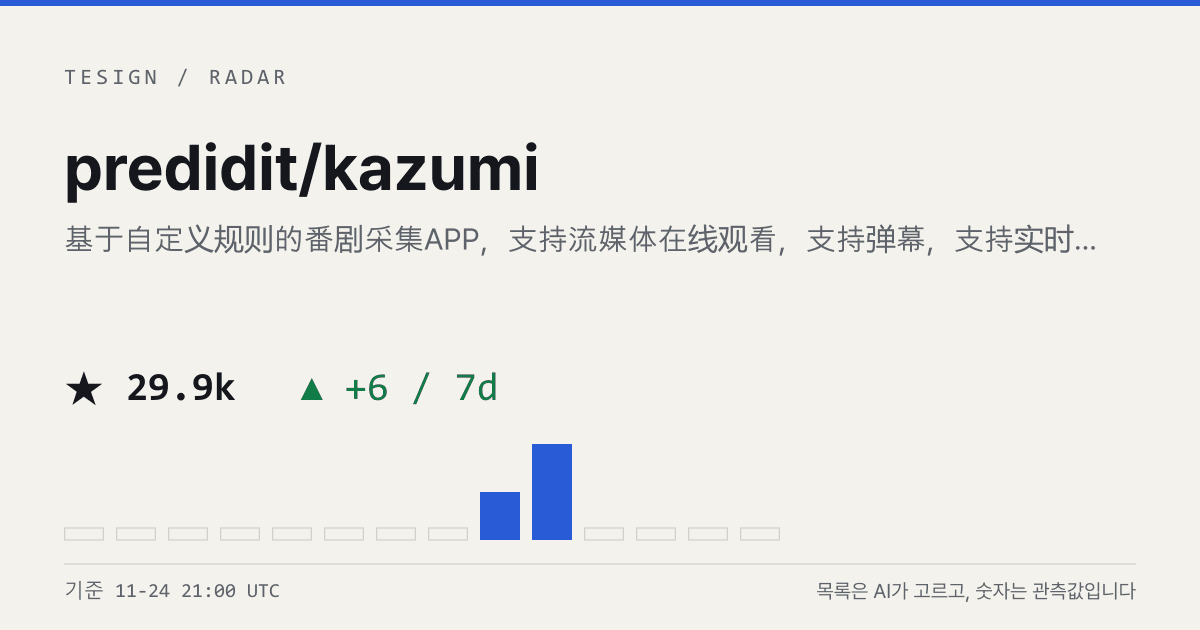 TESIGN / RADAR
predidit/kazumi
基于自定义规则的番剧采集APP，支持流媒体在线观看，支持弹幕，支持实时...
★ 29.9k ▲ +6 / 7d
기준 11-24 21:00 UTC
목록은 AI가 고르고, 숫자는 관측값입니다